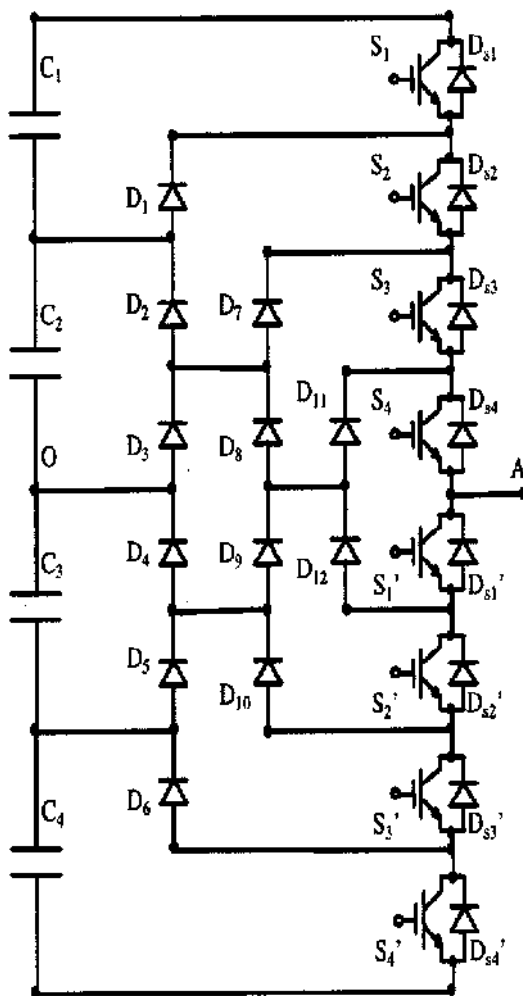 S₁ Dₛ₁
C₁
S₂ Dₛ₂
D₁
S₃ Dₛ₃
C₂ D₂ D₇
D₁₁ S₄ Dₛ₄
D₃ D₈
O A
C₃ D₄ D₉ D₁₂ S₁' Dₛ₁'
D₅ D₁₀ S₂' Dₛ₂'
C₄ D₆ S₃' Dₛ₃'
S₄' Dₛ₄'